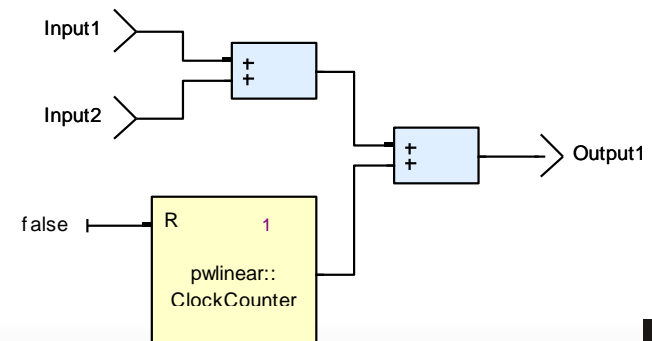 Input1
+
+
Input2
+
+
Output1
false
R
1
pwlinear::
ClockCounter